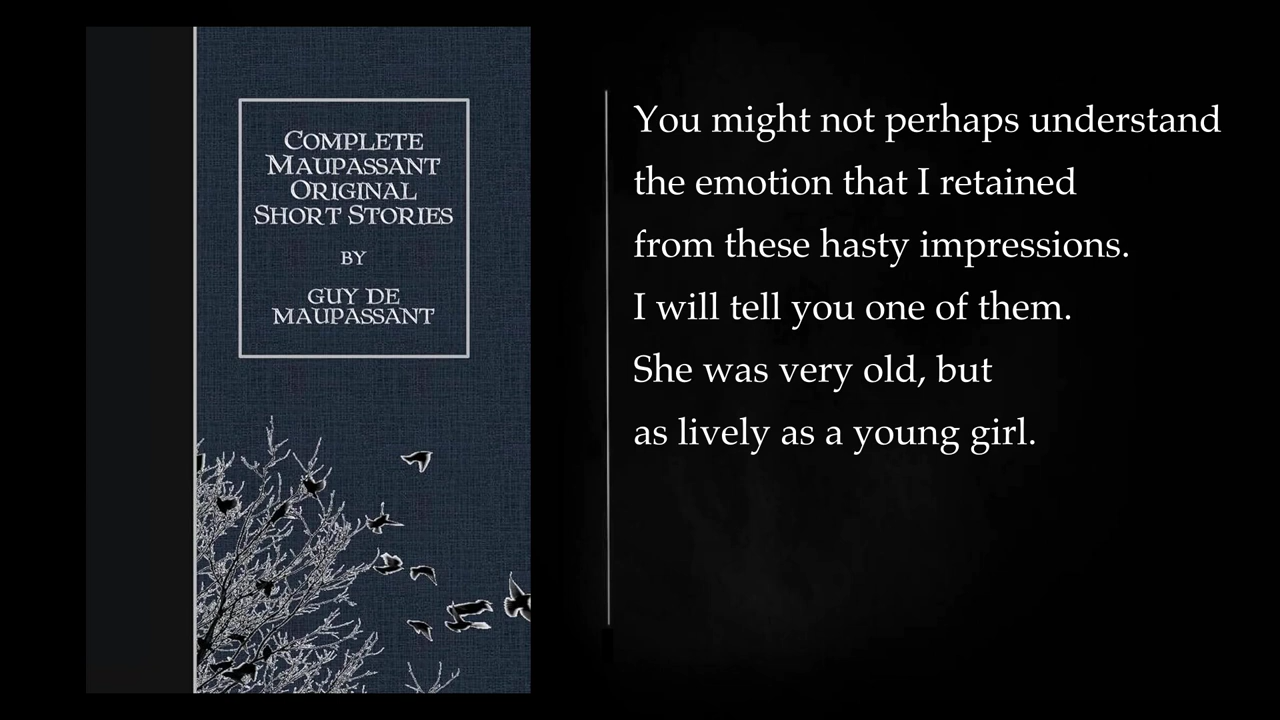 COMPLETE
MAUPASSANT
ORIGINAL
SHORT STORIES
BY
GUY DE
MAUPASSANT
You might not perhaps understand
the emotion that I retained
from these hasty impressions.
I will tell you one of them.
She was very old, but
as lively as a young girl.